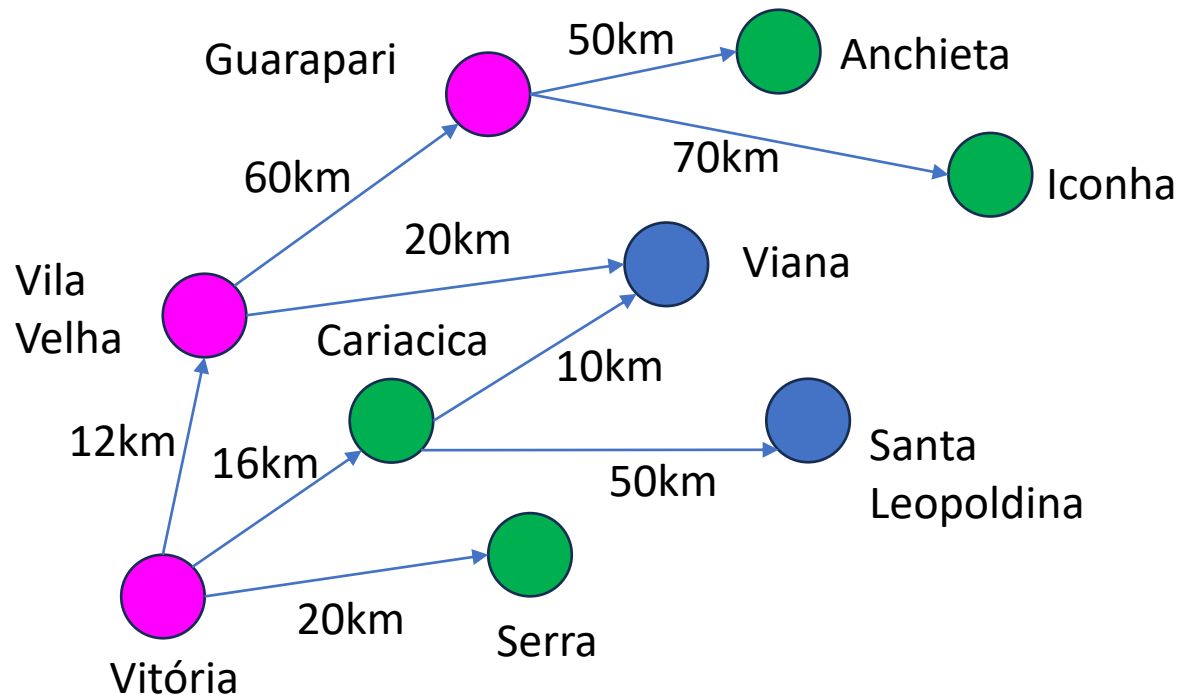 50km
Guarapari
Anchieta
70km
60km
Iconha
20km
Viana
Vila
Velha
Cariacica
10km
12km
16km
Santa
Leopoldina
50km
20km
Serra
Vitória